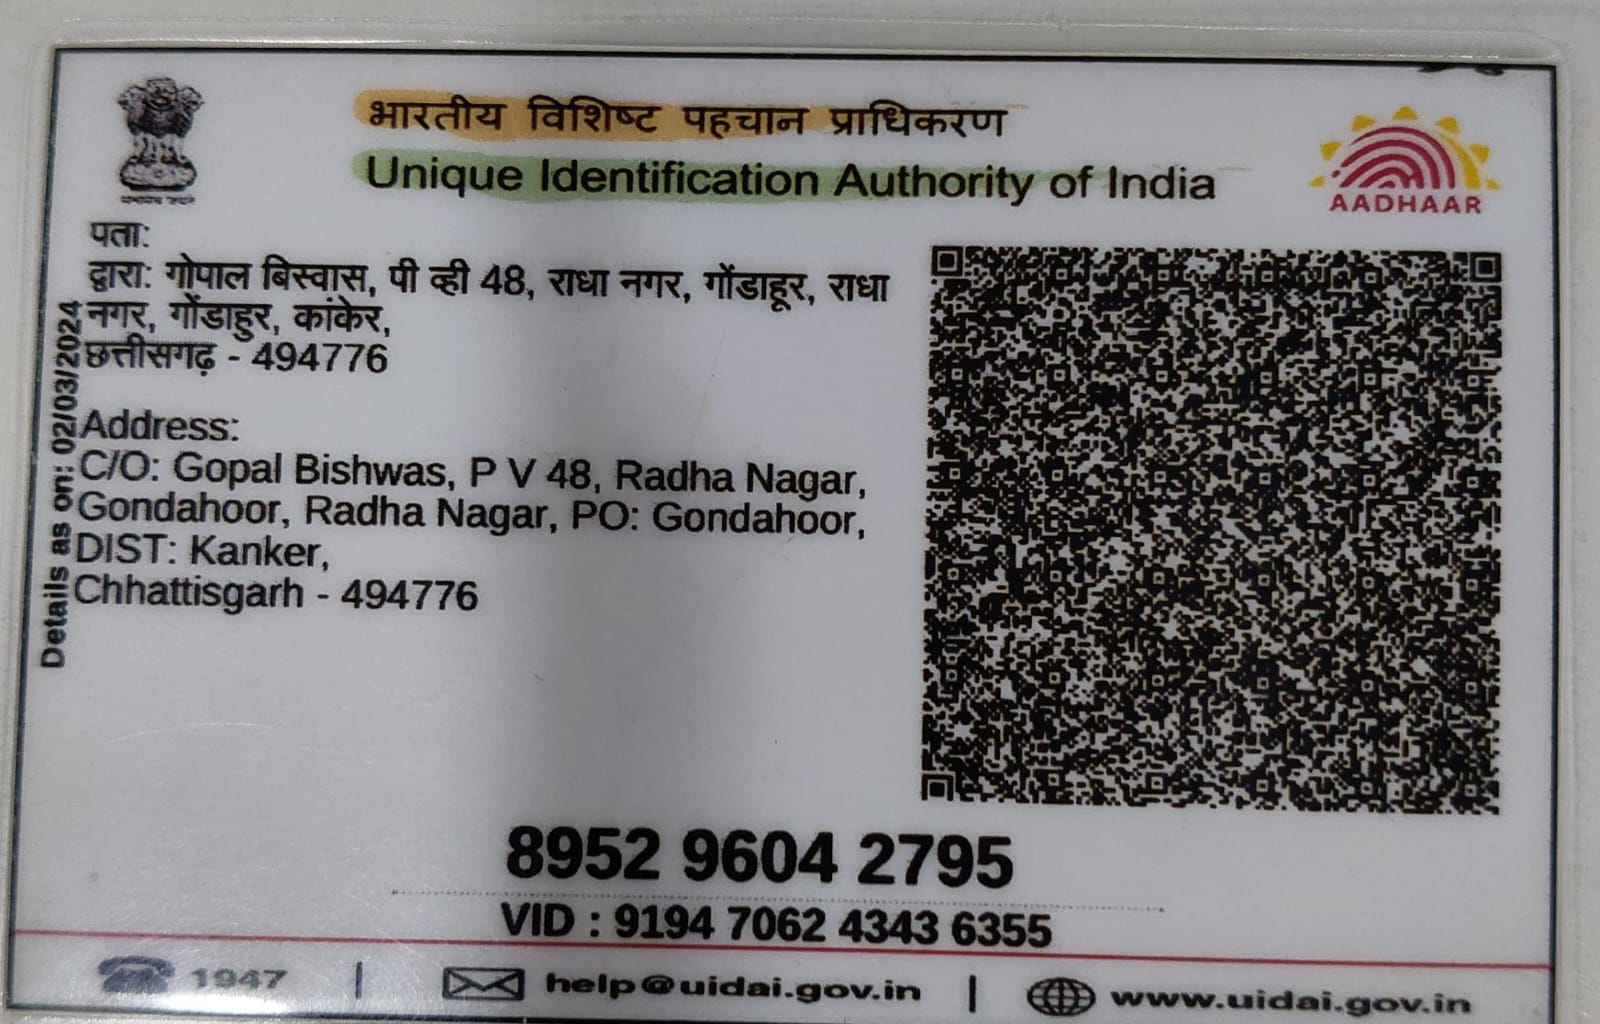 भारतीय विशिष्ट पहचान प्राधिकरण
Unique Identification Authority of India
AADHAAR
पता:
द्वारा: गोपाल बिस्वास, पी व्ही 48, राधा नगर, गोंडाहूर, राधा
नगर, गोंडाहुर, कांकेर,
छत्तीसगढ़ - 494776
Address:
C/O: Gopal Bishwas, P V 48, Radha Nagar,
Gondahoor, Radha Nagar, PO: Gondahoor,
DIST: Kanker,
Chhattisgarh - 494776
Details as on: 02/03/2024
8952 9604 2795
VID : 9194 7062 4343 6355
1947 | help@uidai.gov.in | www.uidai.gov.in